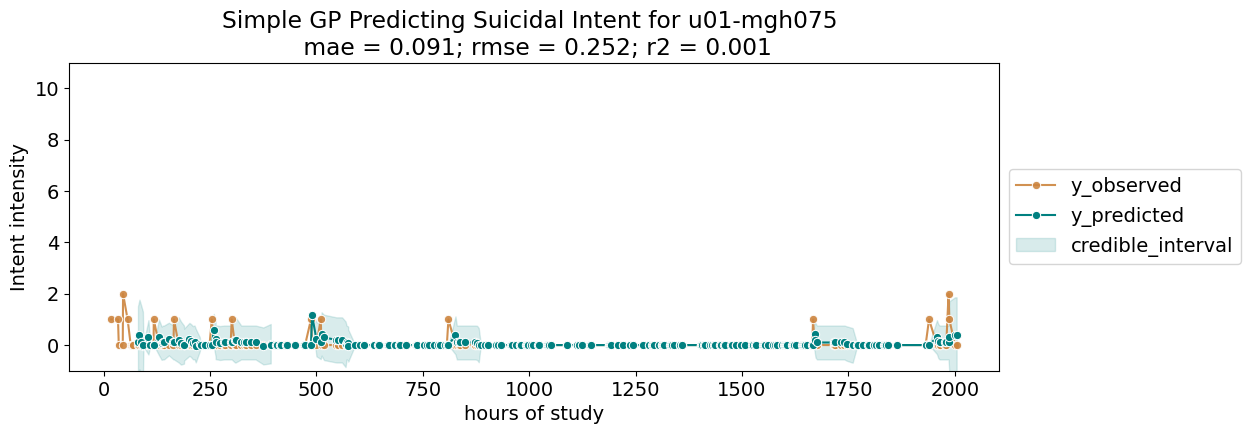 Simple GP Predicting Suicidal Intent for u01-mgh075
mae = 0.091; rmse = 0.252; r2 = 0.001
Intent intensity
10
8
6
4
2
0
0 250 500 750 1000 1250 1500 1750 2000
hours of study
y_observed
y_predicted
credible_interval